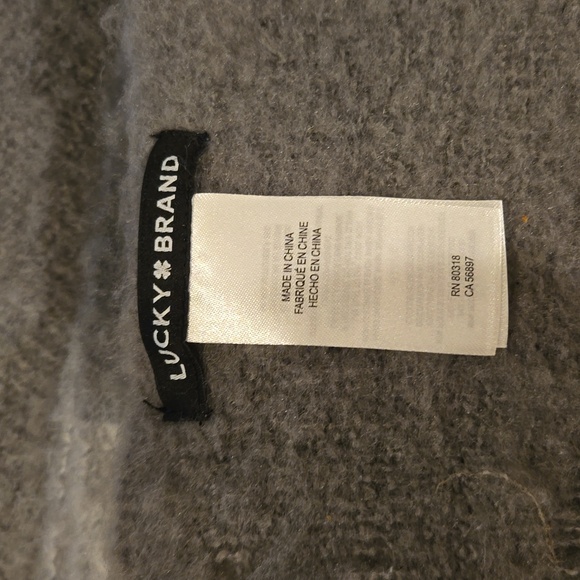 LUCKY BRAND
MADE IN CHINA
FABRIQUÉ EN CHINE
HECHO EN CHINA
RN 80318
CA 56897